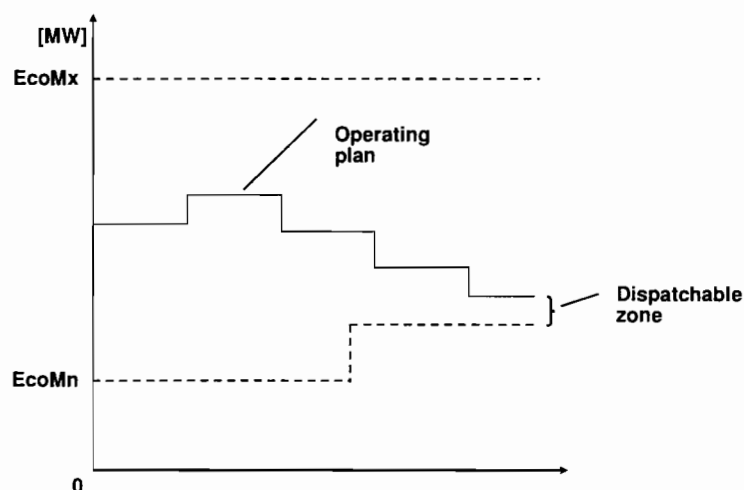 [MW]
EcoMx
Operating
plan
Dispatchable
zone
EcoMn
0